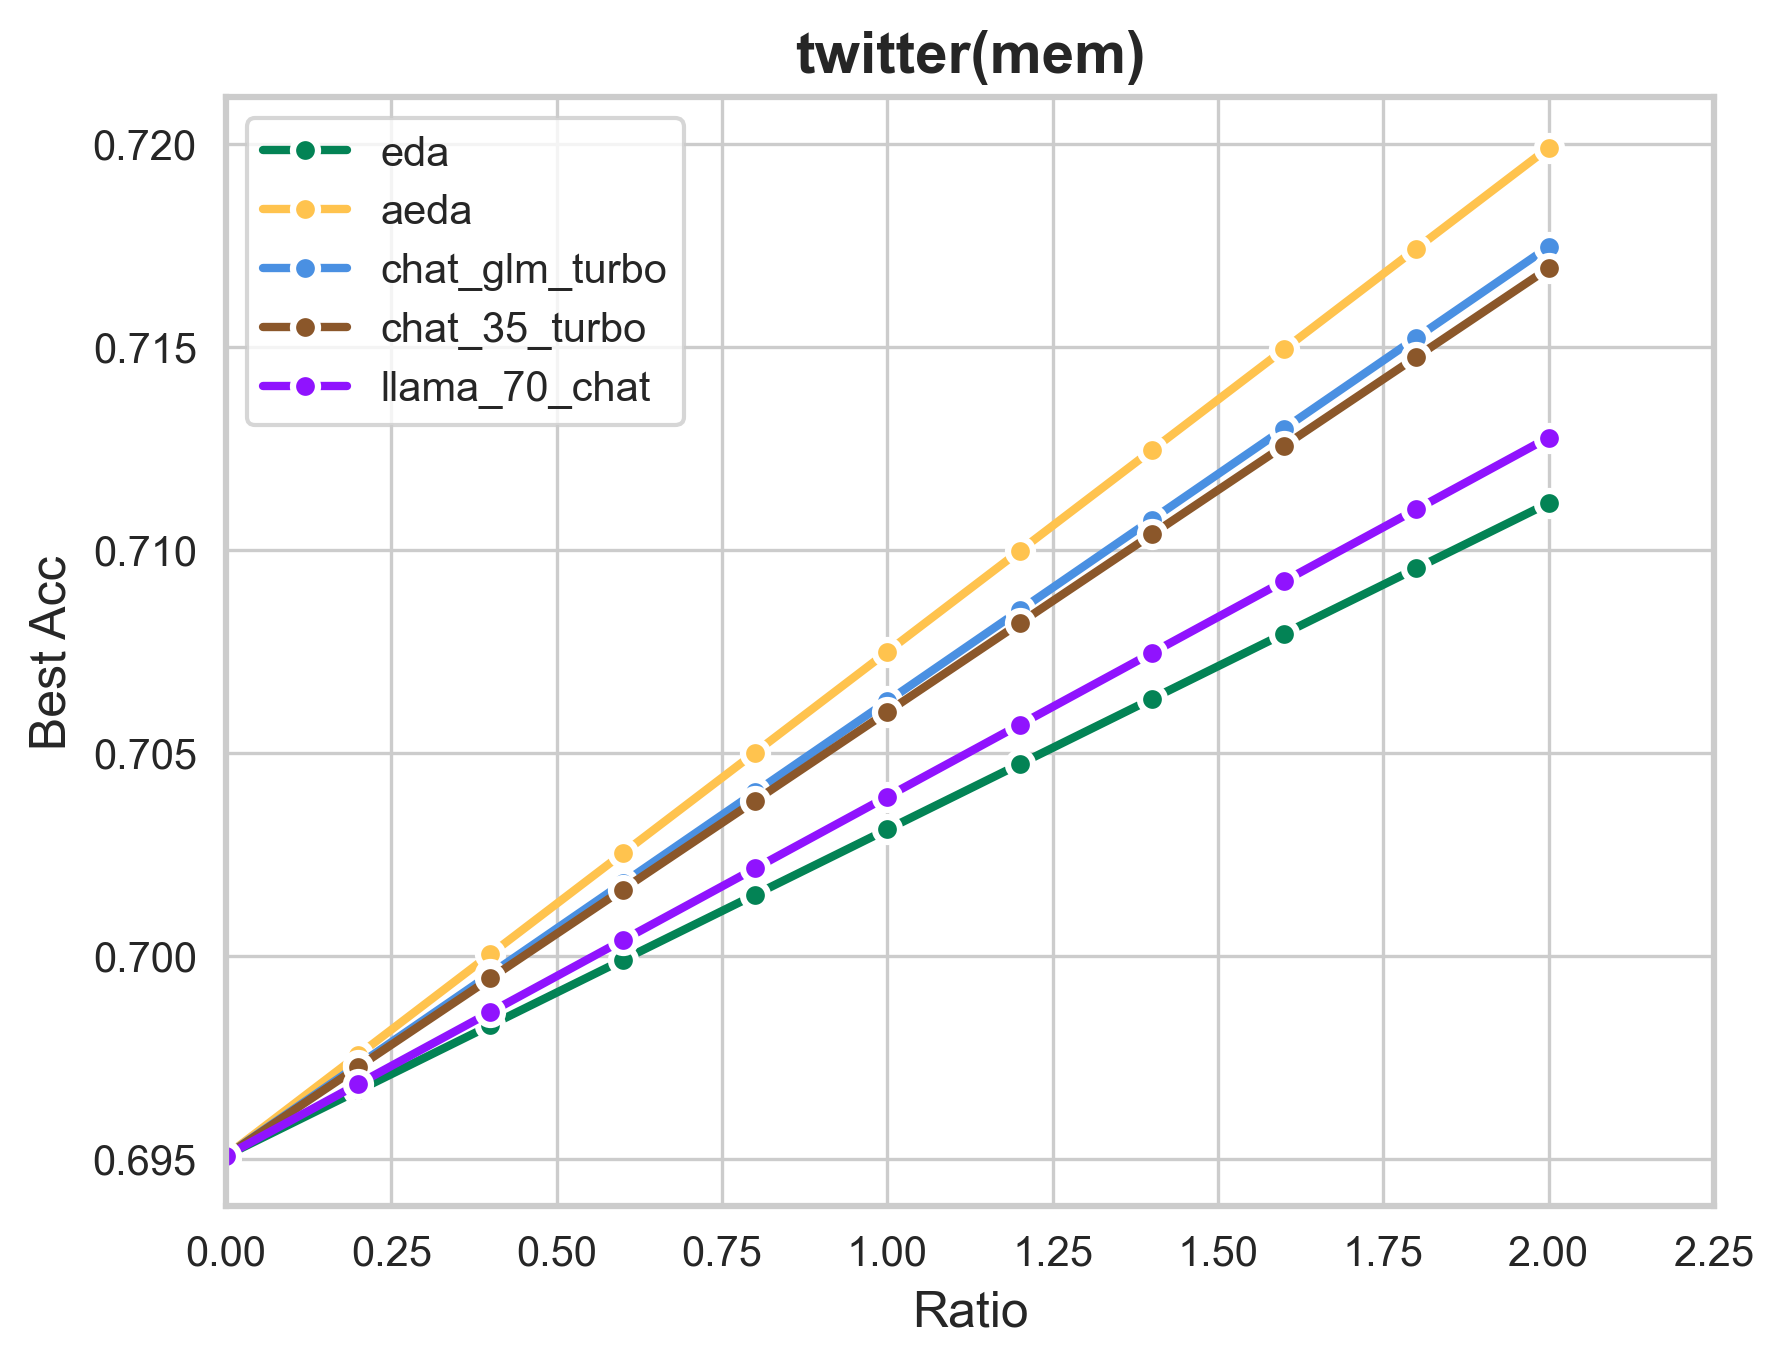 twitter(mem)
eda
aeda
chat_glm_turbo
chat_35_turbo
llama_70_chat
0.720
0.715
0.710
0.705
0.700
0.695
Best Acc
0.00 0.25 0.50 0.75 1.00 1.25 1.50 1.75 2.00 2.25
Ratio